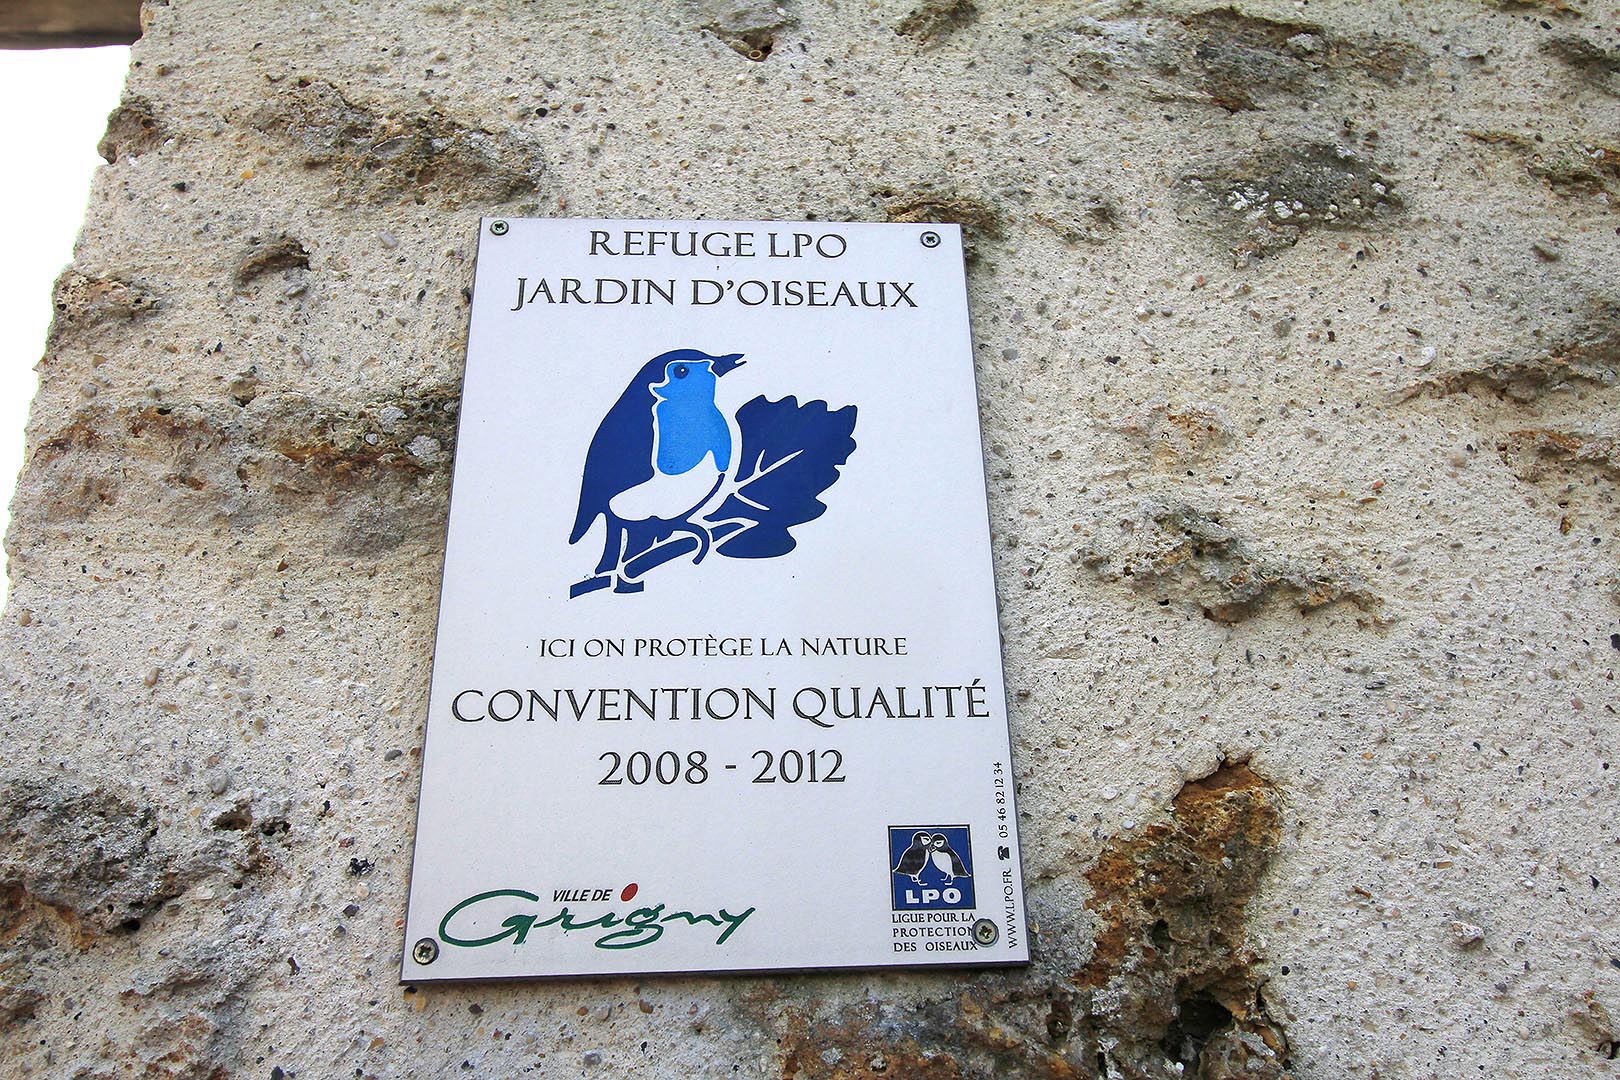 REFUGE LPO
JARDIN D'OISEAUX
ICI ON PROTÈGE LA NATURE
CONVENTION QUALITÉ
2008 - 2012
VILLE DE
Grigny
LPO
LIGUE POUR LA
PROTECTION
DES OISEAUX
WWW.LPO.FR ☎ 05 46 82 12 34